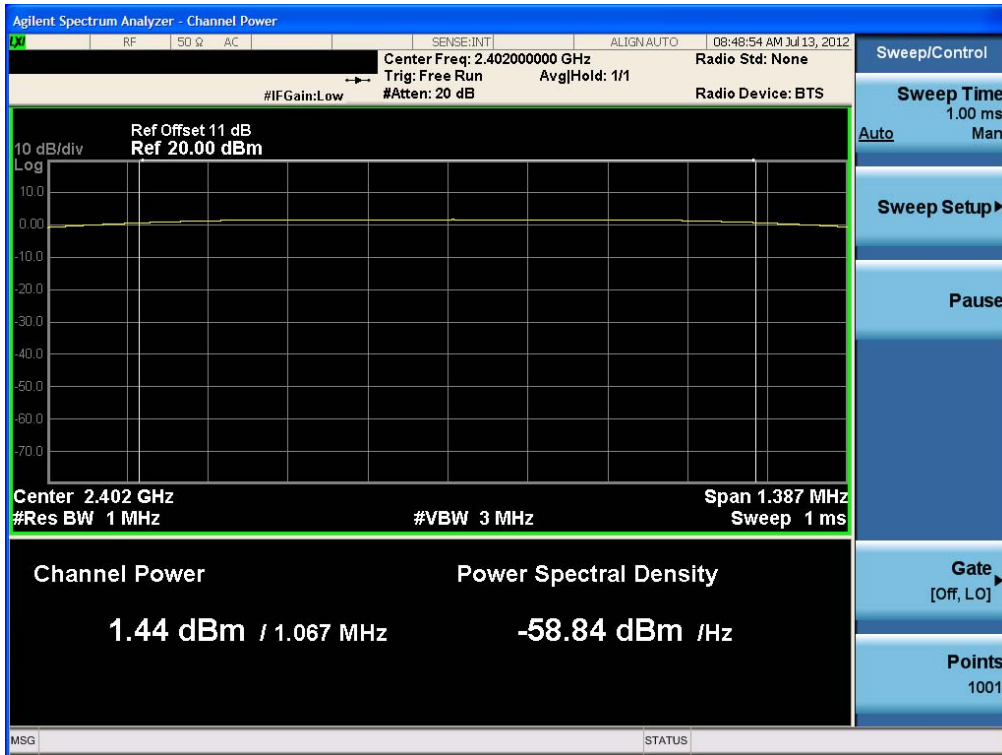 Agilent Spectrum Analyzer - Channel Power
LXI RF 50 Ω AC SENSE:INT ALIGN AUTO 08:48:54 AM Jul 13, 2012
Center Freq: 2.402000000 GHz Radio Std: None
Trig: Free Run Avg|Hold: 1/1
#IFGain:Low #Atten: 20 dB Radio Device: BTS
Ref Offset 11 dB
10 dB/div Ref 20.00 dBm
Log
10.0
0.00
-10.0
-20.0
-30.0
-40.0
-50.0
-60.0
-70.0
Center 2.402 GHz Span 1.387 MHz
#Res BW 1 MHz #VBW 3 MHz Sweep 1 ms
Channel Power Power Spectral Density
1.44 dBm / 1.067 MHz -58.84 dBm /Hz
MSG STATUS
Sweep/Control
Sweep Time
1.00 ms
Auto Man
Sweep Setup
Pause
Gate
[Off, LO]
Points
1001